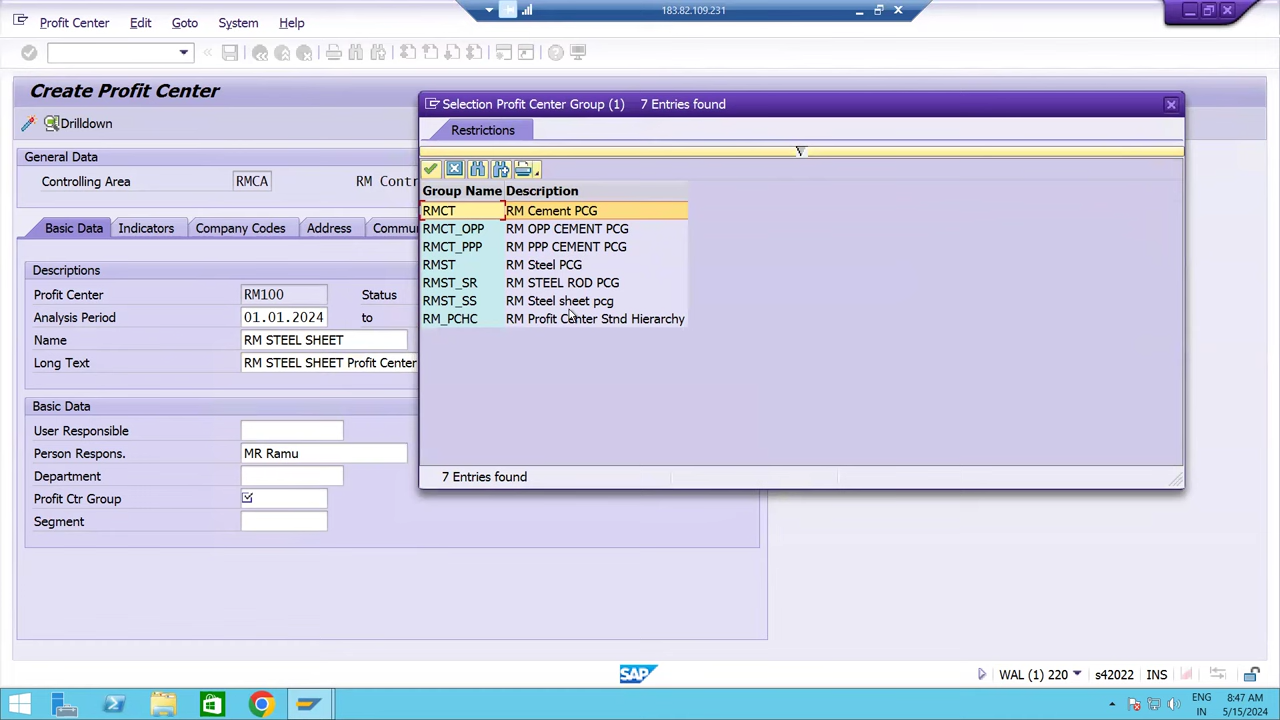 Profit Center Edit Goto System Help
183.82.109.231
Create Profit Center
Drilldown
General Data
Controlling Area RMCA RM Contr
Basic Data Indicators Company Codes Address Commu
Descriptions
Profit Center RM100 Status
Analysis Period 01.01.2024 to
Name RM STEEL SHEET
Long Text RM STEEL SHEET Profit Center
Basic Data
User Responsible
Person Respons. MR Ramu
Department
Profit Ctr Group
Segment
Selection Profit Center Group (1) 7 Entries found
Restrictions
Group Name Description
RMCT RM Cement PCG
RMCT_OPP RM OPP CEMENT PCG
RMCT_PPP RM PPP CEMENT PCG
RMST RM Steel PCG
RMST_SR RM STEEL ROD PCG
RMST_SS RM Steel sheet pcg
RM_PCHC RM Profit Center Stnd Hierarchy
7 Entries found
SAP
WAL (1) 220 s42022 INS
ENG 8:47 AM
IN 5/15/2024